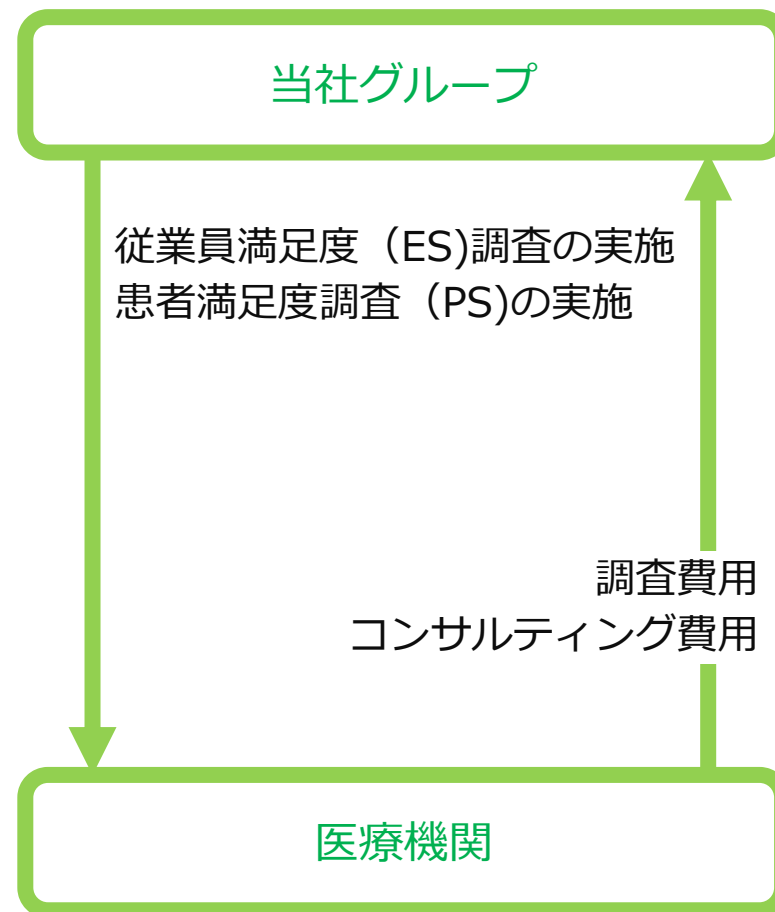 当社グループ
従業員満足度（ES)調査の実施
患者満足度調査（PS)の実施
調査費用
コンサルティング費用
医療機関